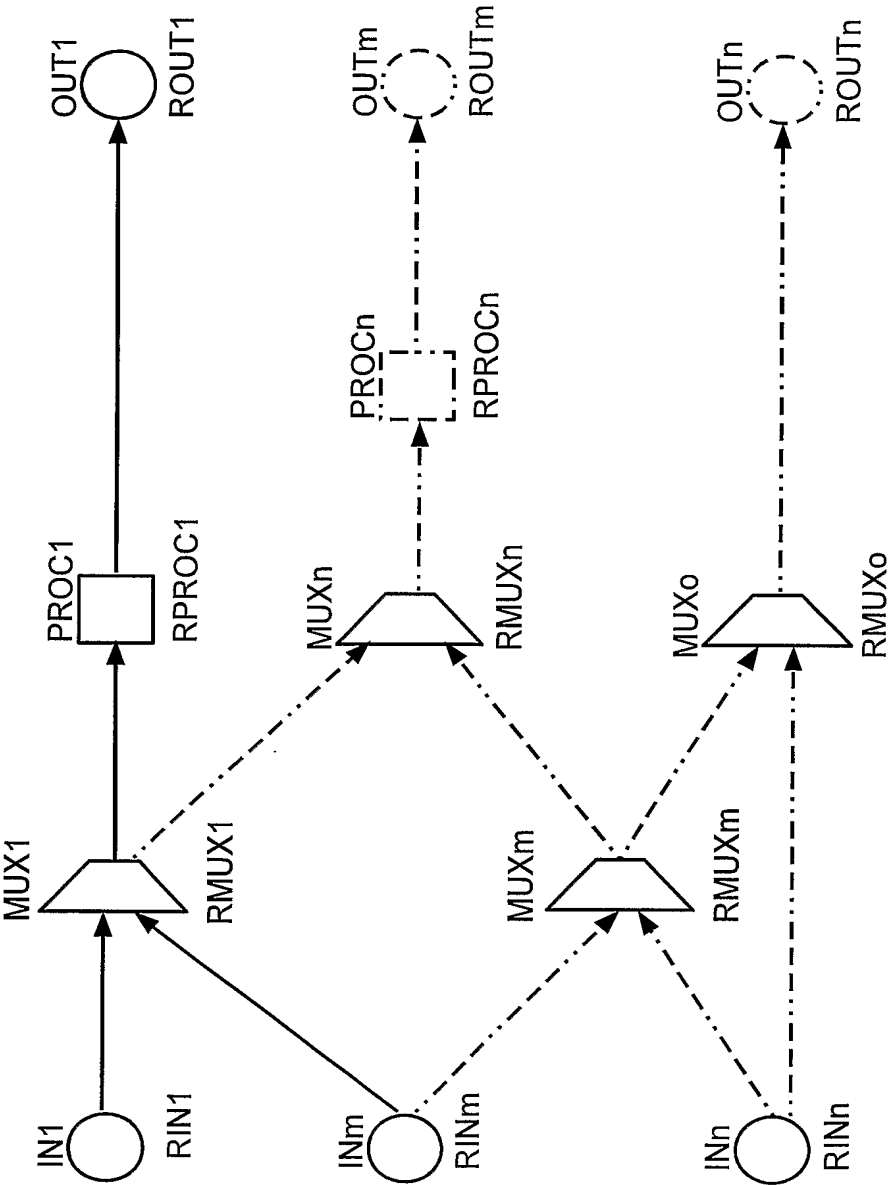 OUT1
ROUT1
OUTm
ROUTm
OUTn
ROUTn
PROCn
RPROCn
PROC1
RPROC1
MUXn
RMUXn
MUXo
RMUXo
MUX1
RMUX1
MUXm
RMUXm
IN1
RIN1
INm
RINm
INn
RINn